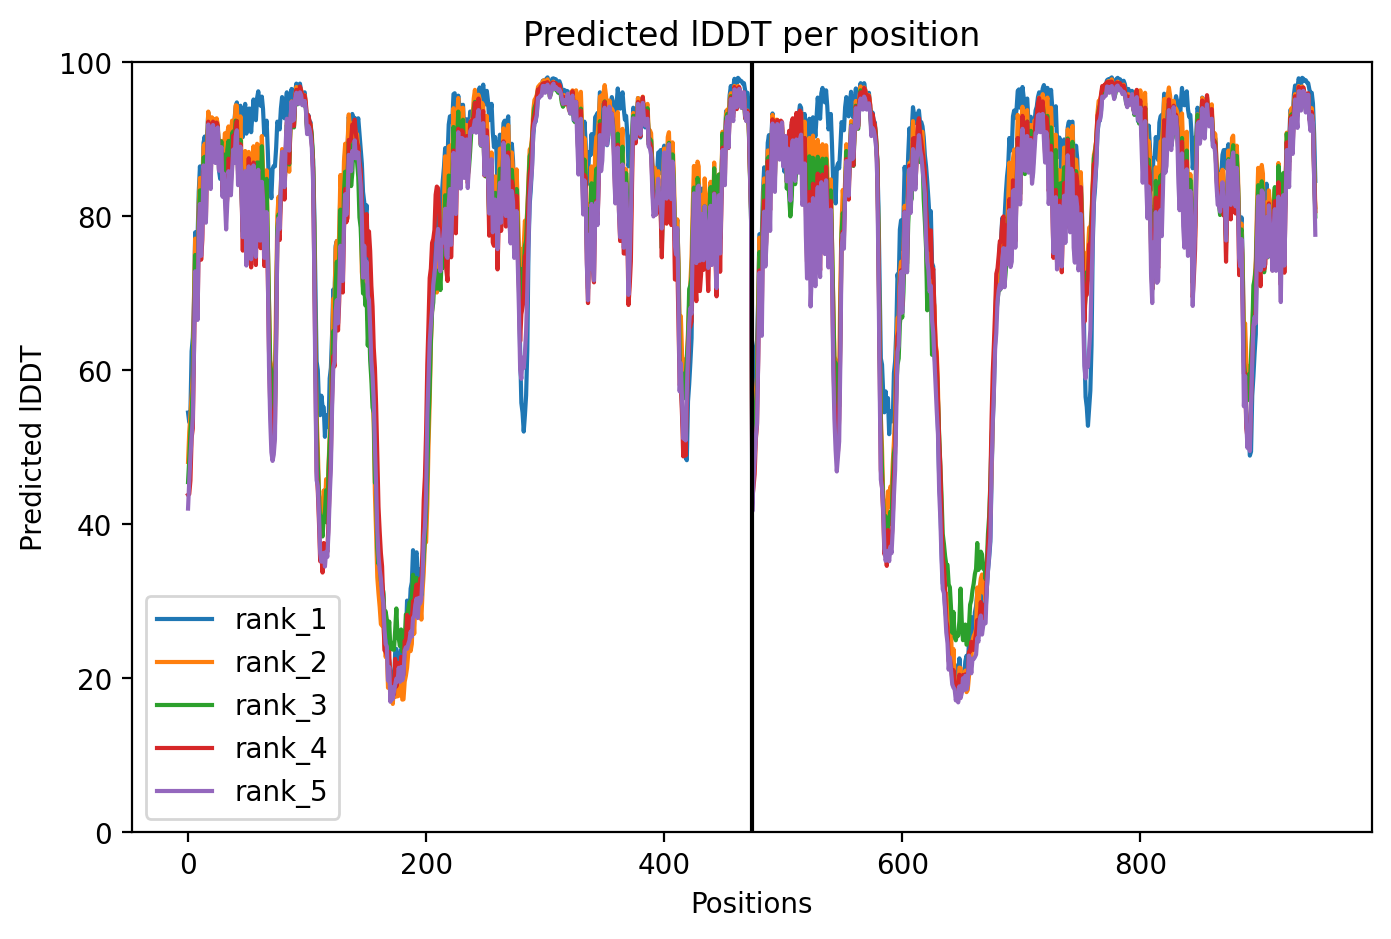 Predicted lDDT per position
100
80
60
40
20
0
Predicted lDDT
rank_1
rank_2
rank_3
rank_4
rank_5
0 200 400 600 800
Positions